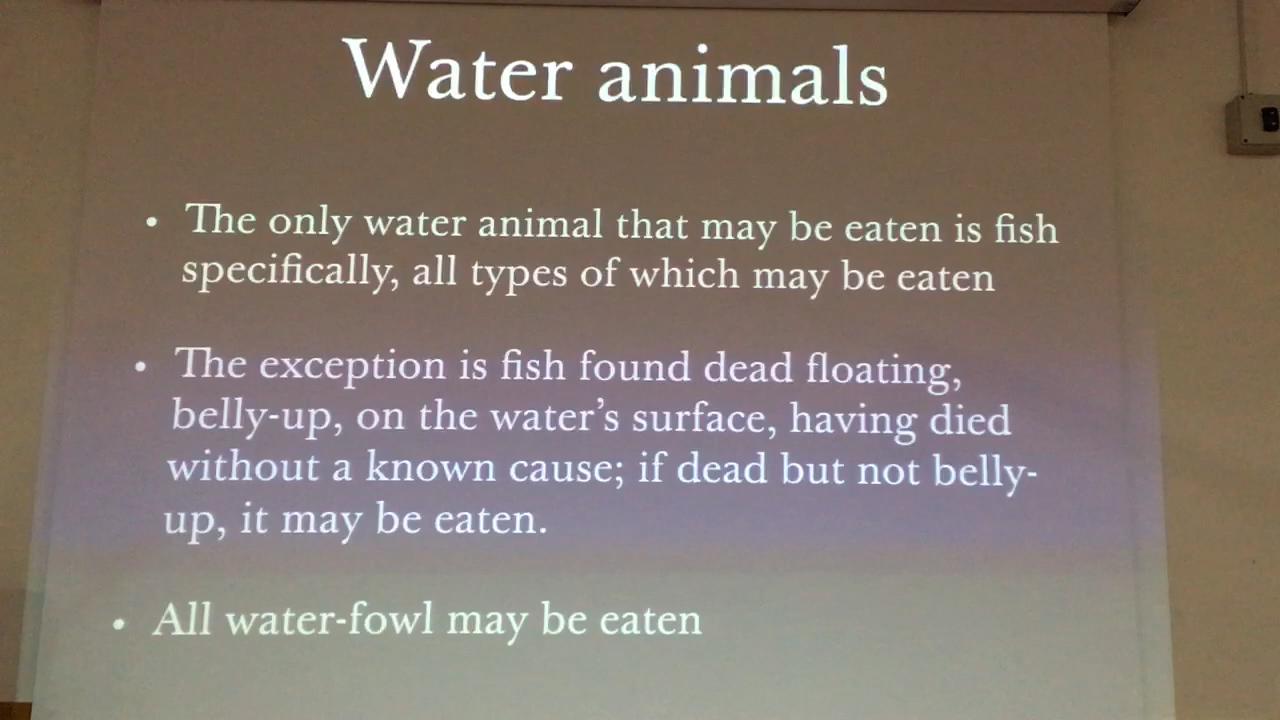 Water animals
• The only water animal that may be eaten is fish
specifically, all types of which may be eaten
• The exception is fish found dead floating,
belly-up, on the water’s surface, having died
without a known cause; if dead but not belly-
up, it may be eaten.
• All water-fowl may be eaten